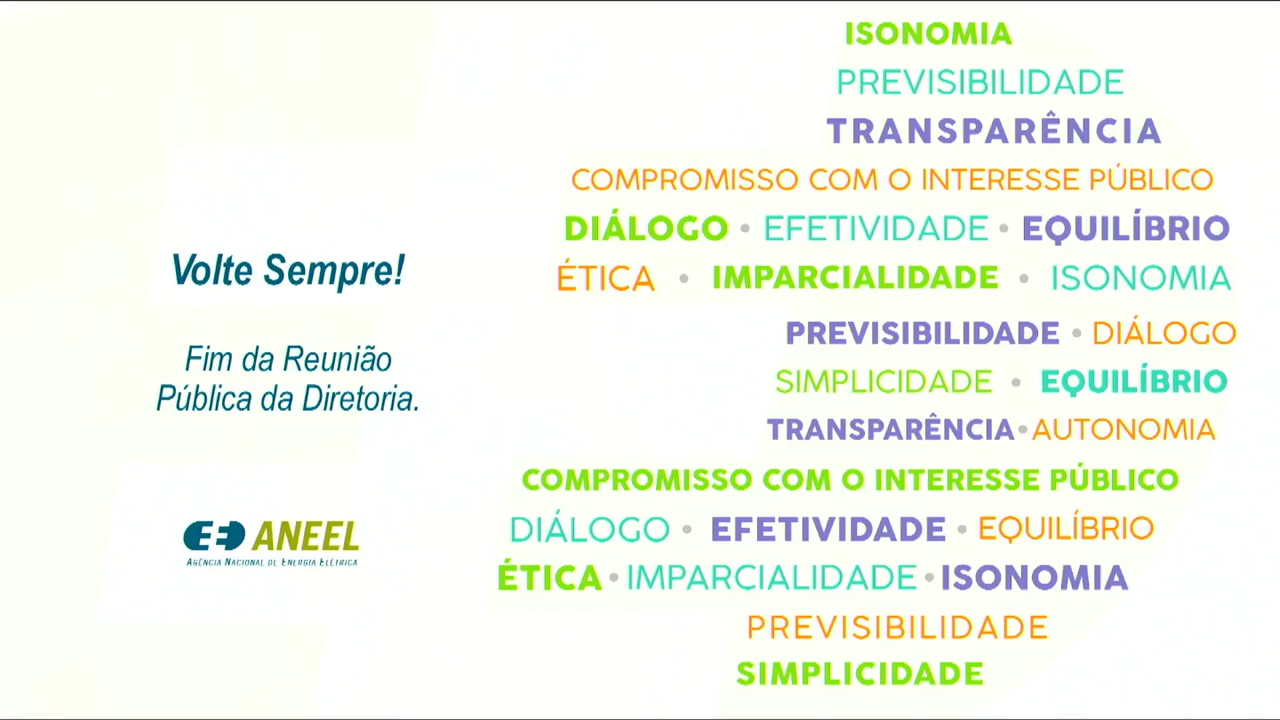 Volte Sempre!
Fim da Reunião
Pública da Diretoria.
ANEEL
AGÊNCIA NACIONAL DE ENERGIA ELÉTRICA
ISONOMIA
PREVISIBILIDADE
TRANSPARÊNCIA
COMPROMISSO COM O INTERESSE PÚBLICO
DIÁLOGO • EFETIVIDADE • EQUILÍBRIO
ÉTICA • IMPARCIALIDADE • ISONOMIA
PREVISIBILIDADE • DIÁLOGO
SIMPLICIDADE • EQUILÍBRIO
TRANSPARÊNCIA • AUTONOMIA
COMPROMISSO COM O INTERESSE PÚBLICO
DIÁLOGO • EFETIVIDADE • EQUILÍBRIO
ÉTICA • IMPARCIALIDADE • ISONOMIA
PREVISIBILIDADE
SIMPLICIDADE